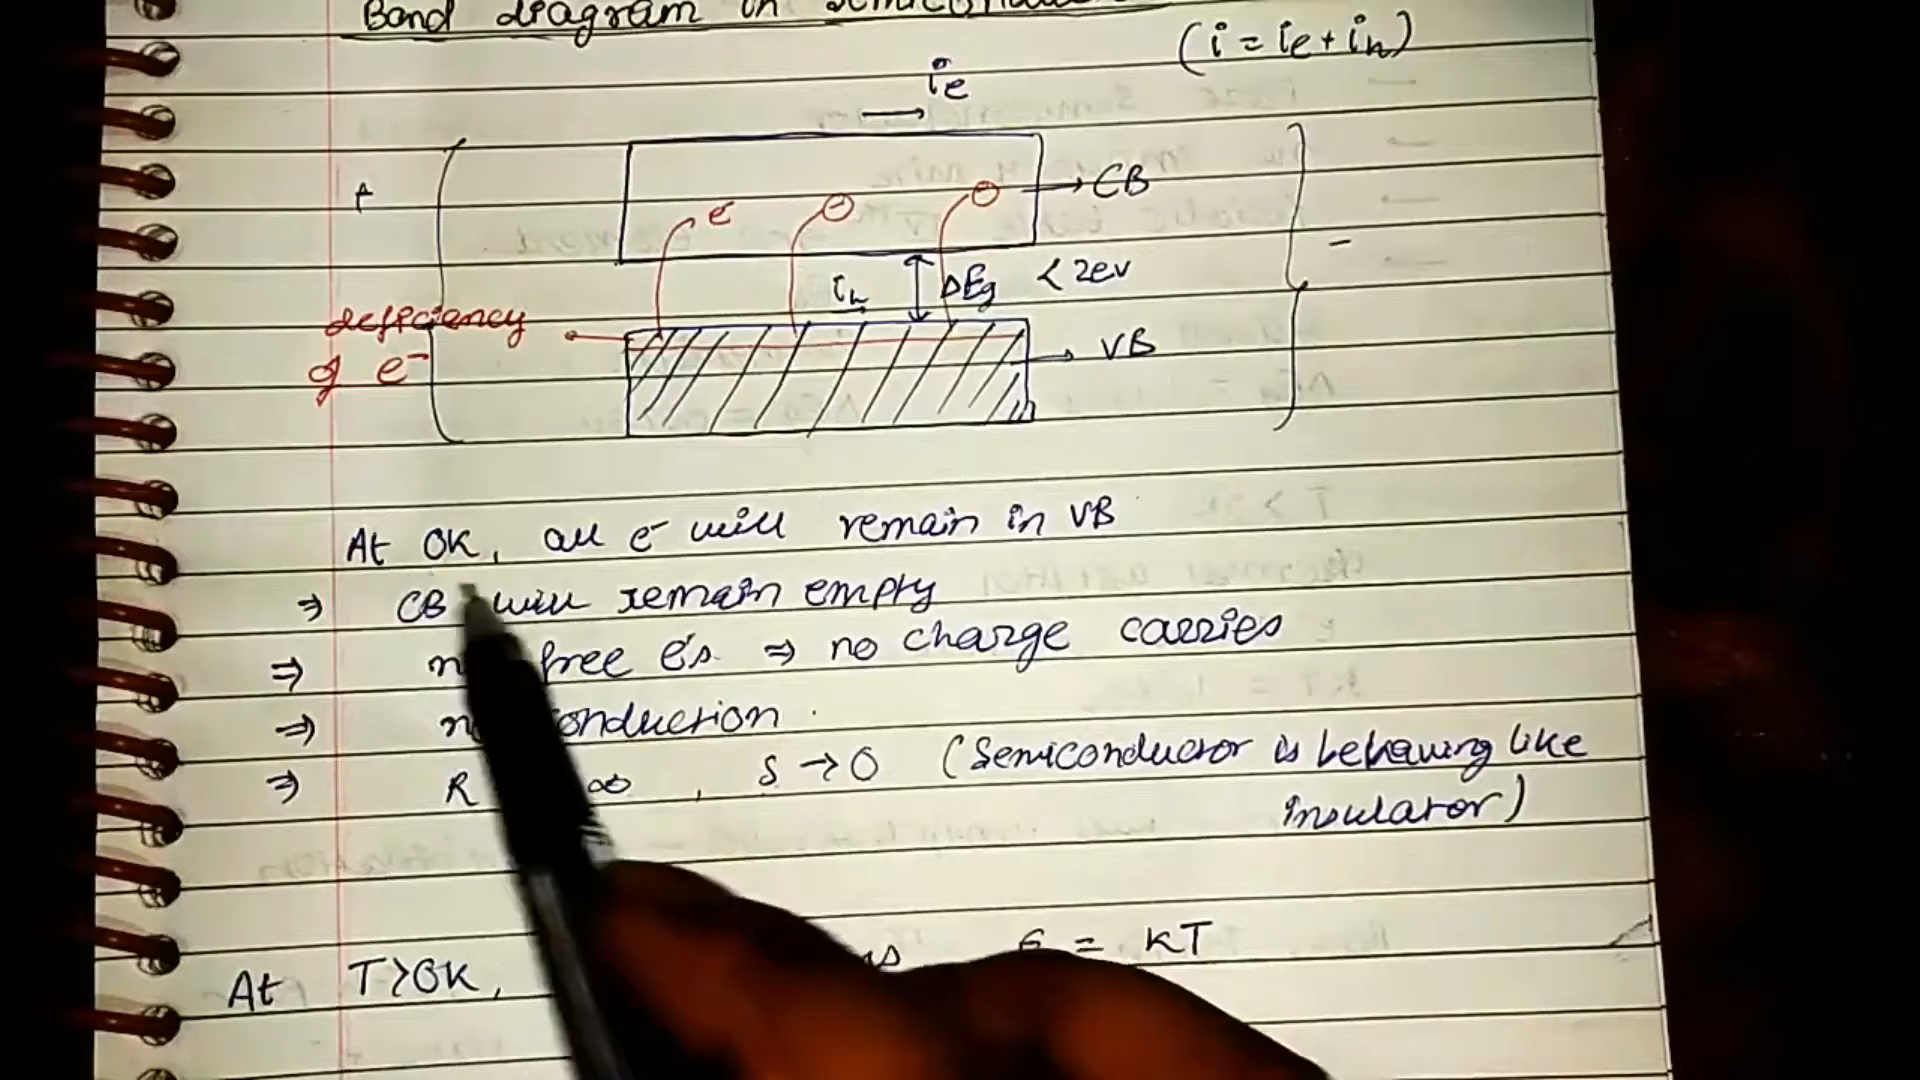 Band diagram in
(i = ie + ih)
ie
+
e
CB
-
ih ΔEg < 2eV
deficiency
of e-
VB
At 0K, all e- will remain in VB
⇒ CB will remain empty
⇒ free e's ⇒ no charge carries
⇒ conduction.
⇒ R ∞ , S → 0 (Semiconductor is behaving like
insulator)
At T>0K, = KT